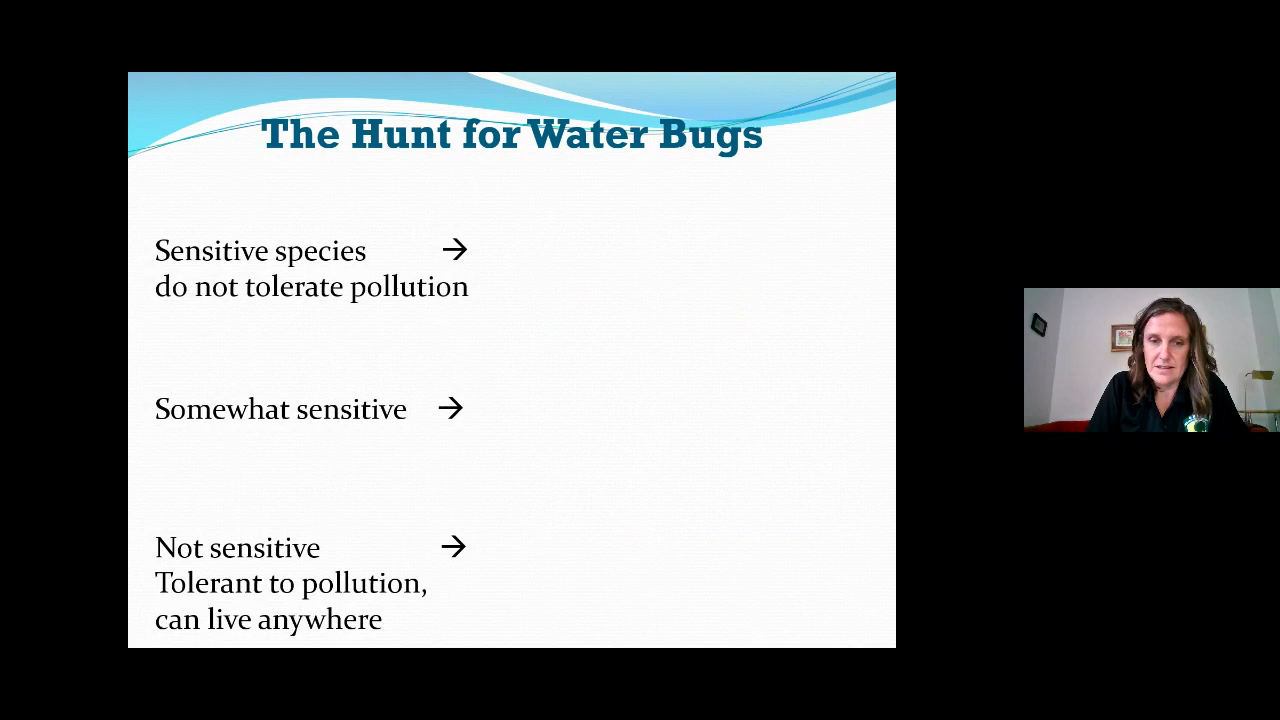 The Hunt for Water Bugs
Sensitive species →
do not tolerate pollution
Somewhat sensitive →
Not sensitive →
Tolerant to pollution,
can live anywhere